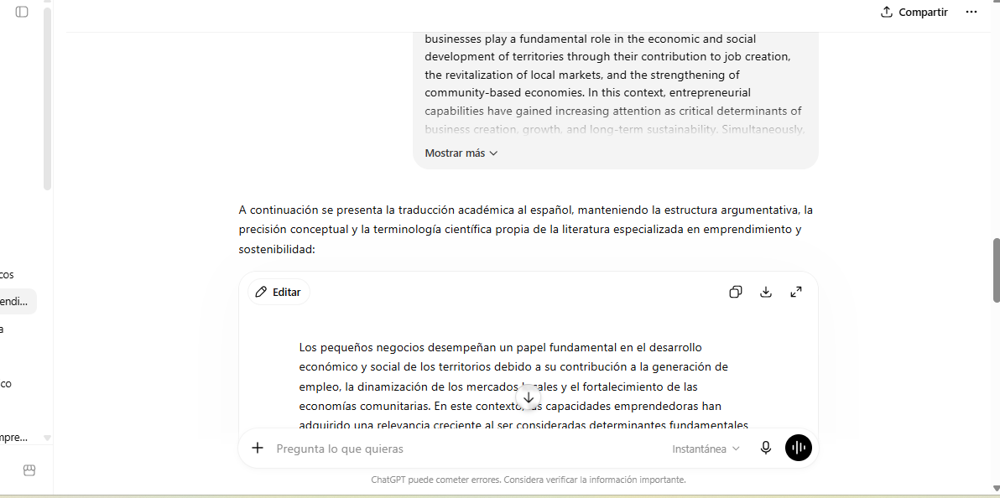 Compartir
businesses play a fundamental role in the economic and social
development of territories through their contribution to job creation,
the revitalization of local markets, and the strengthening of
community-based economies. In this context, entrepreneurial
capabilities have gained increasing attention as critical determinants of
business creation, growth, and long-term sustainability. Simultaneously,
Mostrar más
A continuación se presenta la traducción académica al español, manteniendo la estructura argumentativa, la
precisión conceptual y la terminología científica propia de la literatura especializada en emprendimiento y
sostenibilidad:
cos
endi...
a
co
mpre...
Editar
Los pequeños negocios desempeñan un papel fundamental en el desarrollo
económico y social de los territorios debido a su contribución a la generación de
empleo, la dinamización de los mercados locales y el fortalecimiento de las
economías comunitarias. En este contexto, las capacidades emprendedoras han
adquirido una relevancia creciente al ser consideradas determinantes fundamentales
Pregunta lo que quieras
Instantánea
ChatGPT puede cometer errores. Considera verificar la información importante.